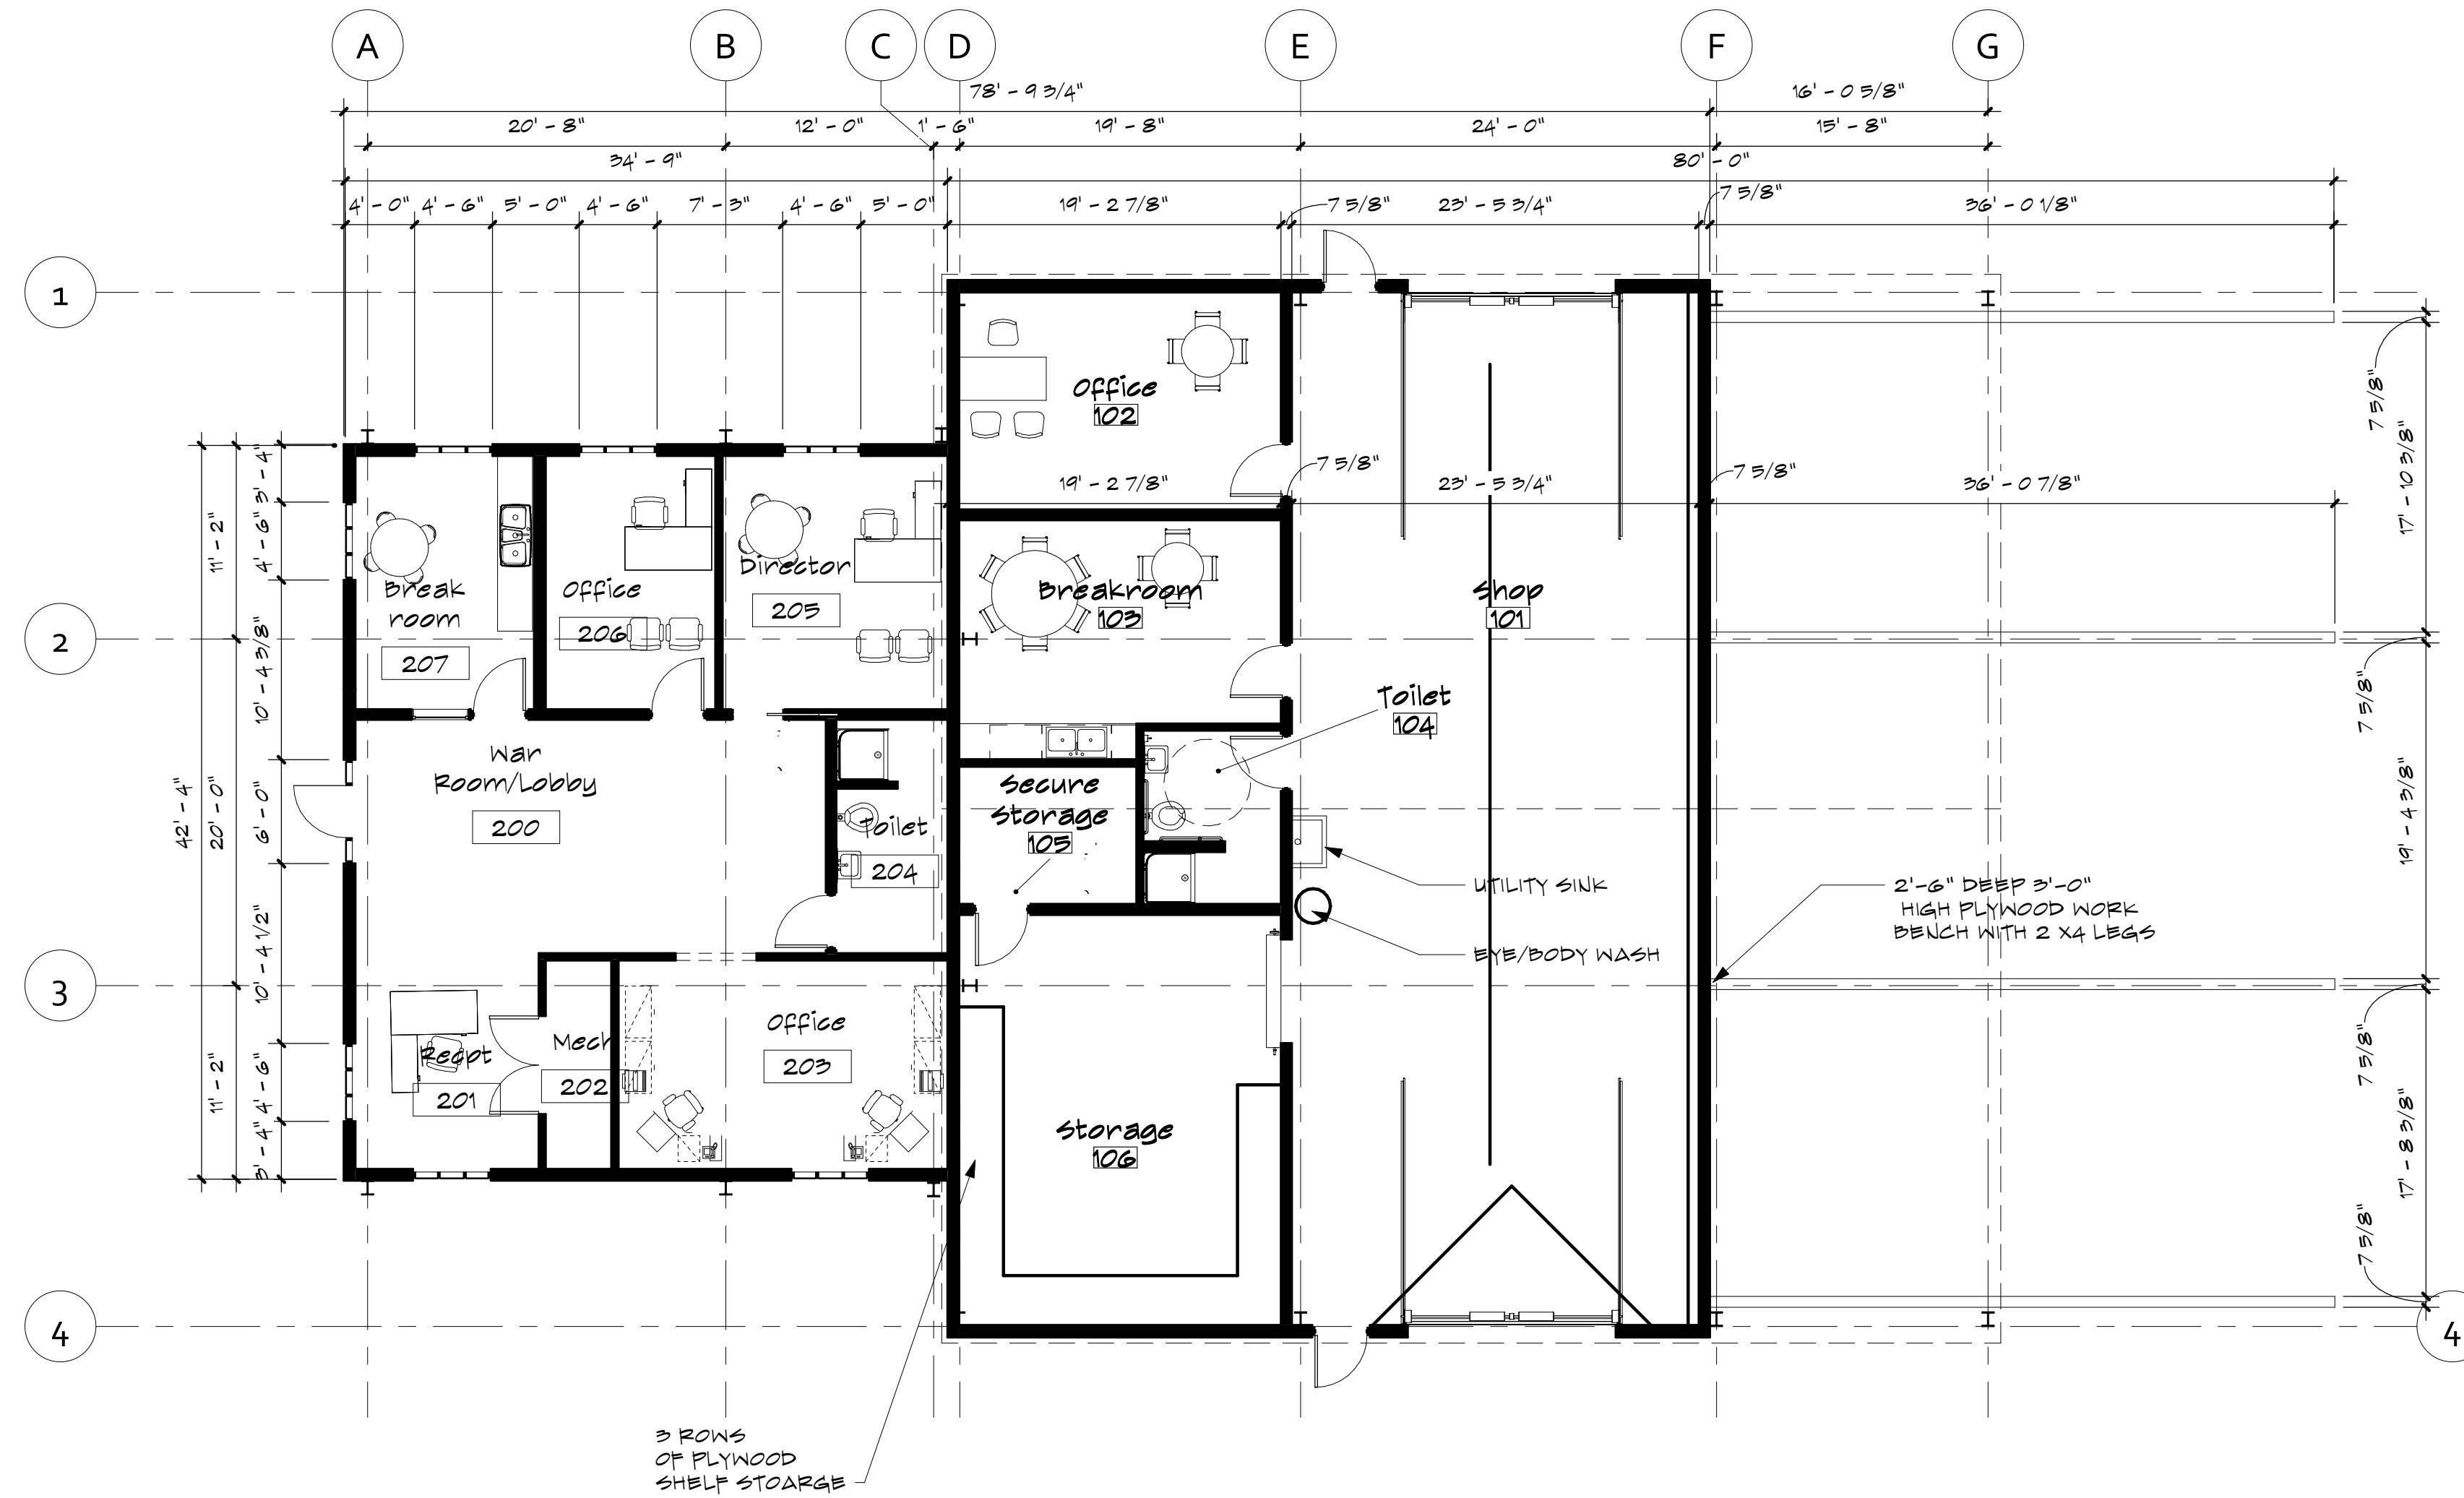 A B C D E F G
78' - 9 3/4" 16' - 0 5/8"
20' - 8" 12' - 0" 1' - 6" 19' - 8" 24' - 0" 15' - 8"
34' - 9" 80' - 0"
4' - 0" 4' - 6" 5' - 0" 4' - 6" 7' - 3" 4' - 6" 5' - 0" 19' - 2 7/8" 7 5/8" 23' - 5 3/4" 7 5/8" 36' - 0 1/8"
1
2
3
4
4
42' - 4"
11' - 2"
20' - 0"
11' - 2"
3' - 4"
4' - 6"
10' - 4 3/8"
6' - 0"
10' - 4 1/2"
4' - 6"
3' - 4"
Office
102
19' - 2 7/8" 7 5/8" 23' - 5 3/4" 7 5/8" 36' - 0 7/8"
Break
room
207
Office
206
Director
205
Breakroom
103
Shop
101
Toilet
104
War
Room/Lobby
200
Toilet
204
Secure
Storage
105
UTILITY SINK
EYE/BODY WASH
2'-6" DEEP 3'-0"
HIGH PLYWOOD WORK
BENCH WITH 2 X4 LEGS
Recpt
201
Mech
202
Office
203
Storage
106
3 ROWS
OF PLYWOOD
SHELF STOARGE
7 5/8"
17' - 10 3/8"
7 5/8"
19' - 4 3/8"
7 5/8"
17' - 8 3/8"
7 5/8"